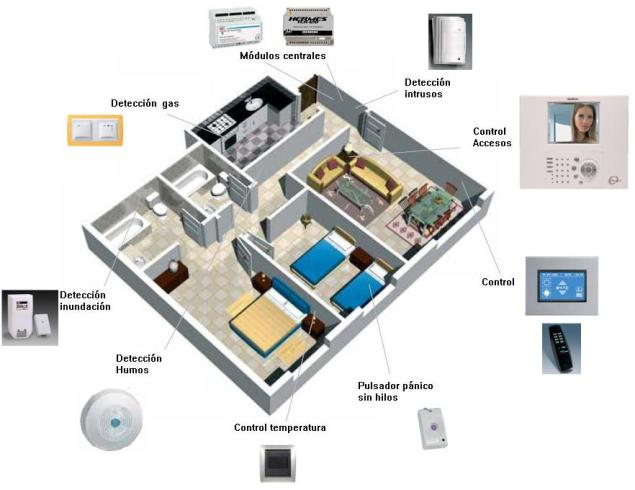 HERMES
Módulos centrales
Detección
intrusos
Detección gas
Control
Accesos
Control
Detección
inundación
Detección
Humos
Pulsador pánico
sin hilos
Control temperatura